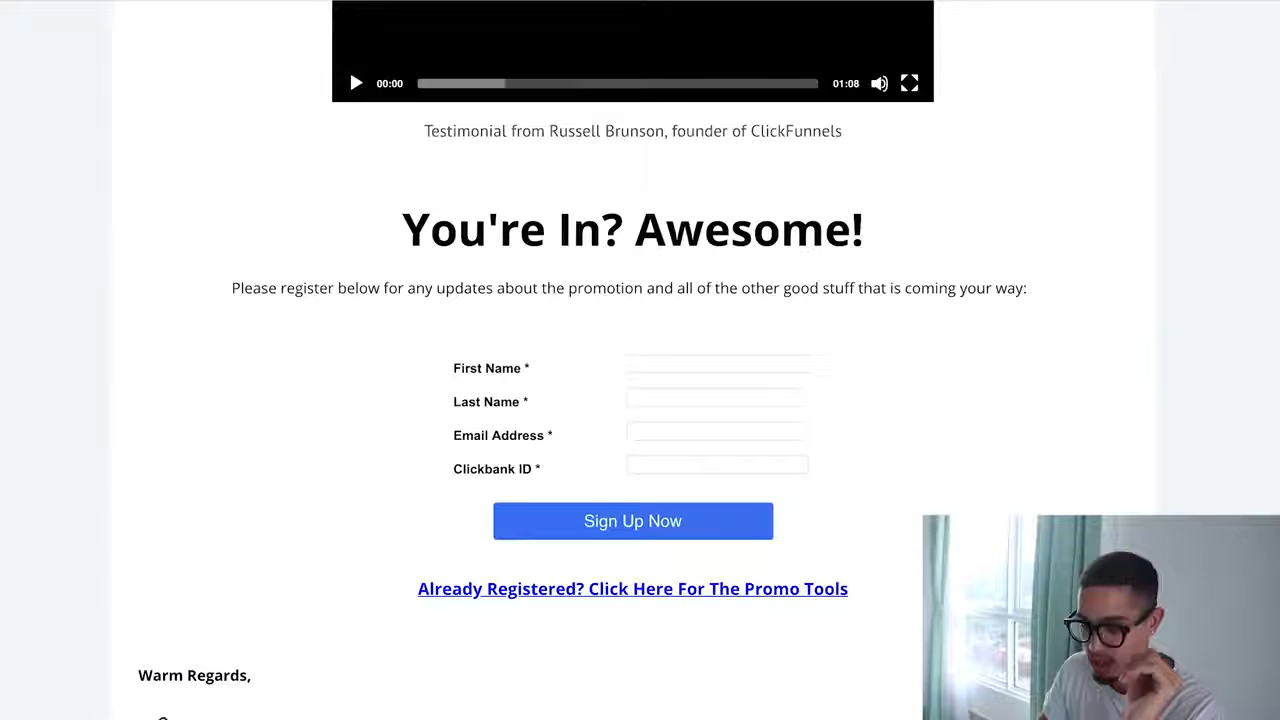 00:00
01:08
Testimonial from Russell Brunson, founder of ClickFunnels
You're In? Awesome!
Please register below for any updates about the promotion and all of the other good stuff that is coming your way:
First Name *
Last Name *
Email Address *
Clickbank ID *
Sign Up Now
Already Registered? Click Here For The Promo Tools
Warm Regards,